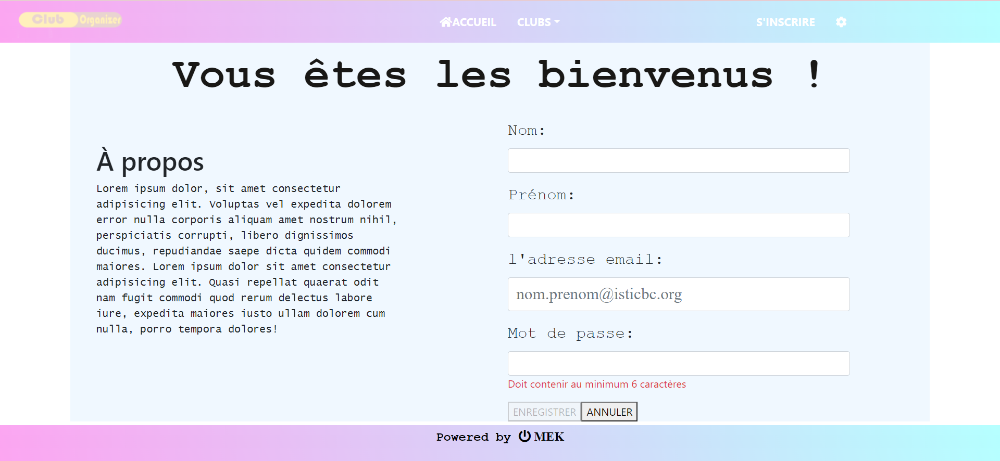 Club Organizer
ACCUEIL
CLUBS
S'INSCRIRE
Vous êtes les bienvenus !
À propos
Lorem ipsum dolor, sit amet consectetur
adipisicing elit. Voluptas vel expedita dolorem
error nulla corporis aliquam amet nostrum nihil,
perspiciatis corrupti, libero dignissimos
ducimus, repudiandae saepe dicta quidem commodi
maiores. Lorem ipsum dolor sit amet consectetur
adipisicing elit. Quasi repellat quaerat odit
nam fugit commodi quod rerum delectus labore
iure, expedita maiores iusto ullam dolorem cum
nulla, porro tempora dolores!
Nom:
Prénom:
l'adresse email:
nom.prenom@isticbc.org
Mot de passe:
Doit contenir au minimum 6 caractères
ENREGISTRER
ANNULER
Powered by MEK